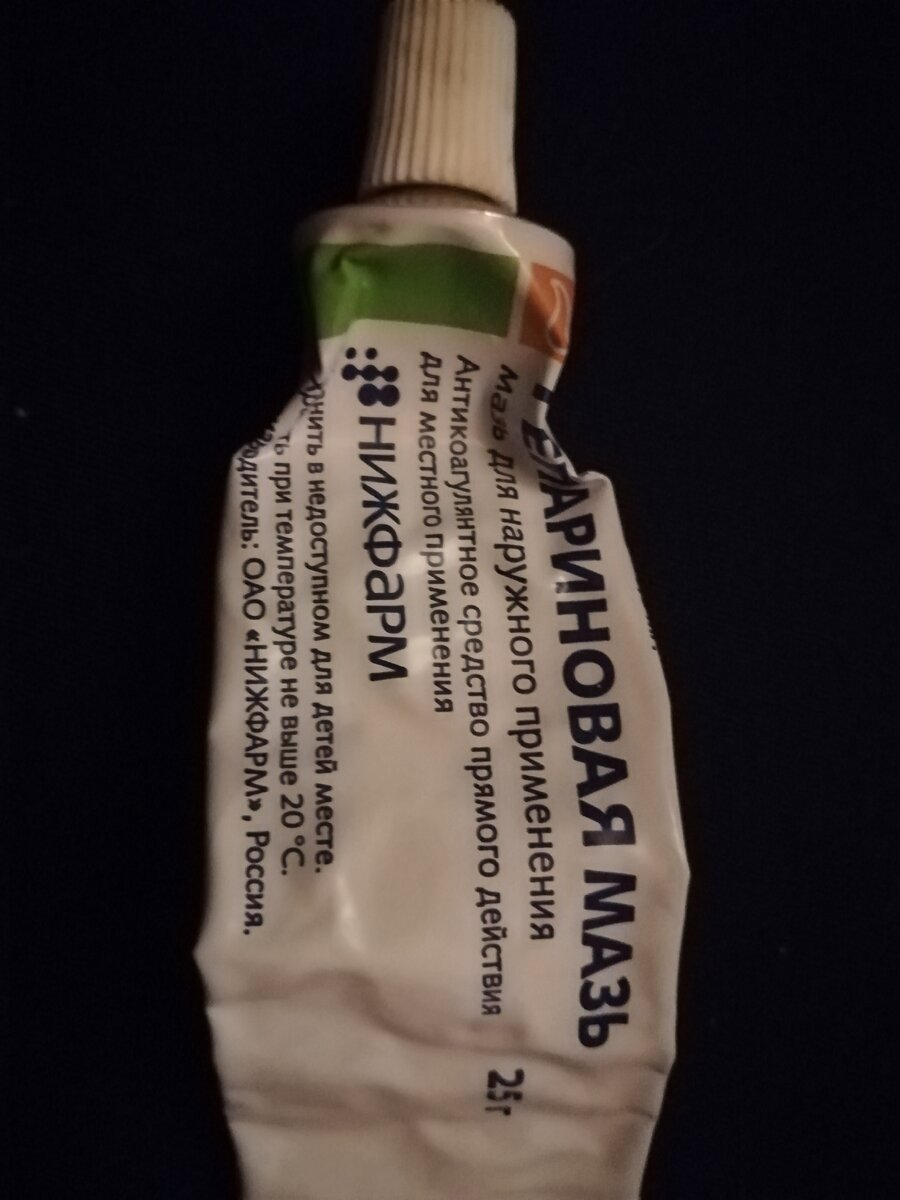 ГЕПАРИНОВАЯ МАЗЬ
Мазь для наружного применения
Антикоагулянтное средство прямого действия
для местного применения
25 г
НИЖФАРМ
в недоступном для детей месте.
при температуре не выше 20 °С.
ОАО «НИЖФАРМ», Россия.